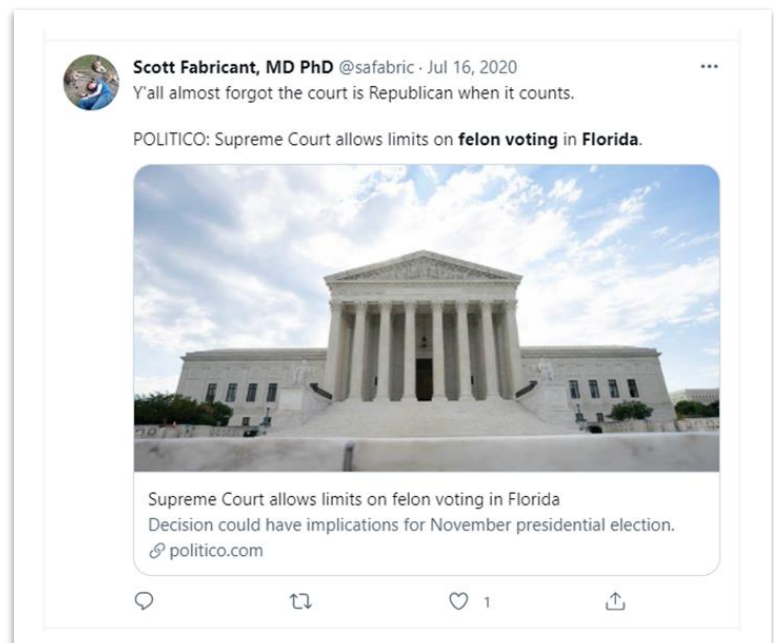 Scott Fabricant, MD PhD @safabric · Jul 16, 2020
Y'all almost forgot the court is Republican when it counts.
POLITICO: Supreme Court allows limits on felon voting in Florida.
Supreme Court allows limits on felon voting in Florida
Decision could have implications for November presidential election.
politico.com
1